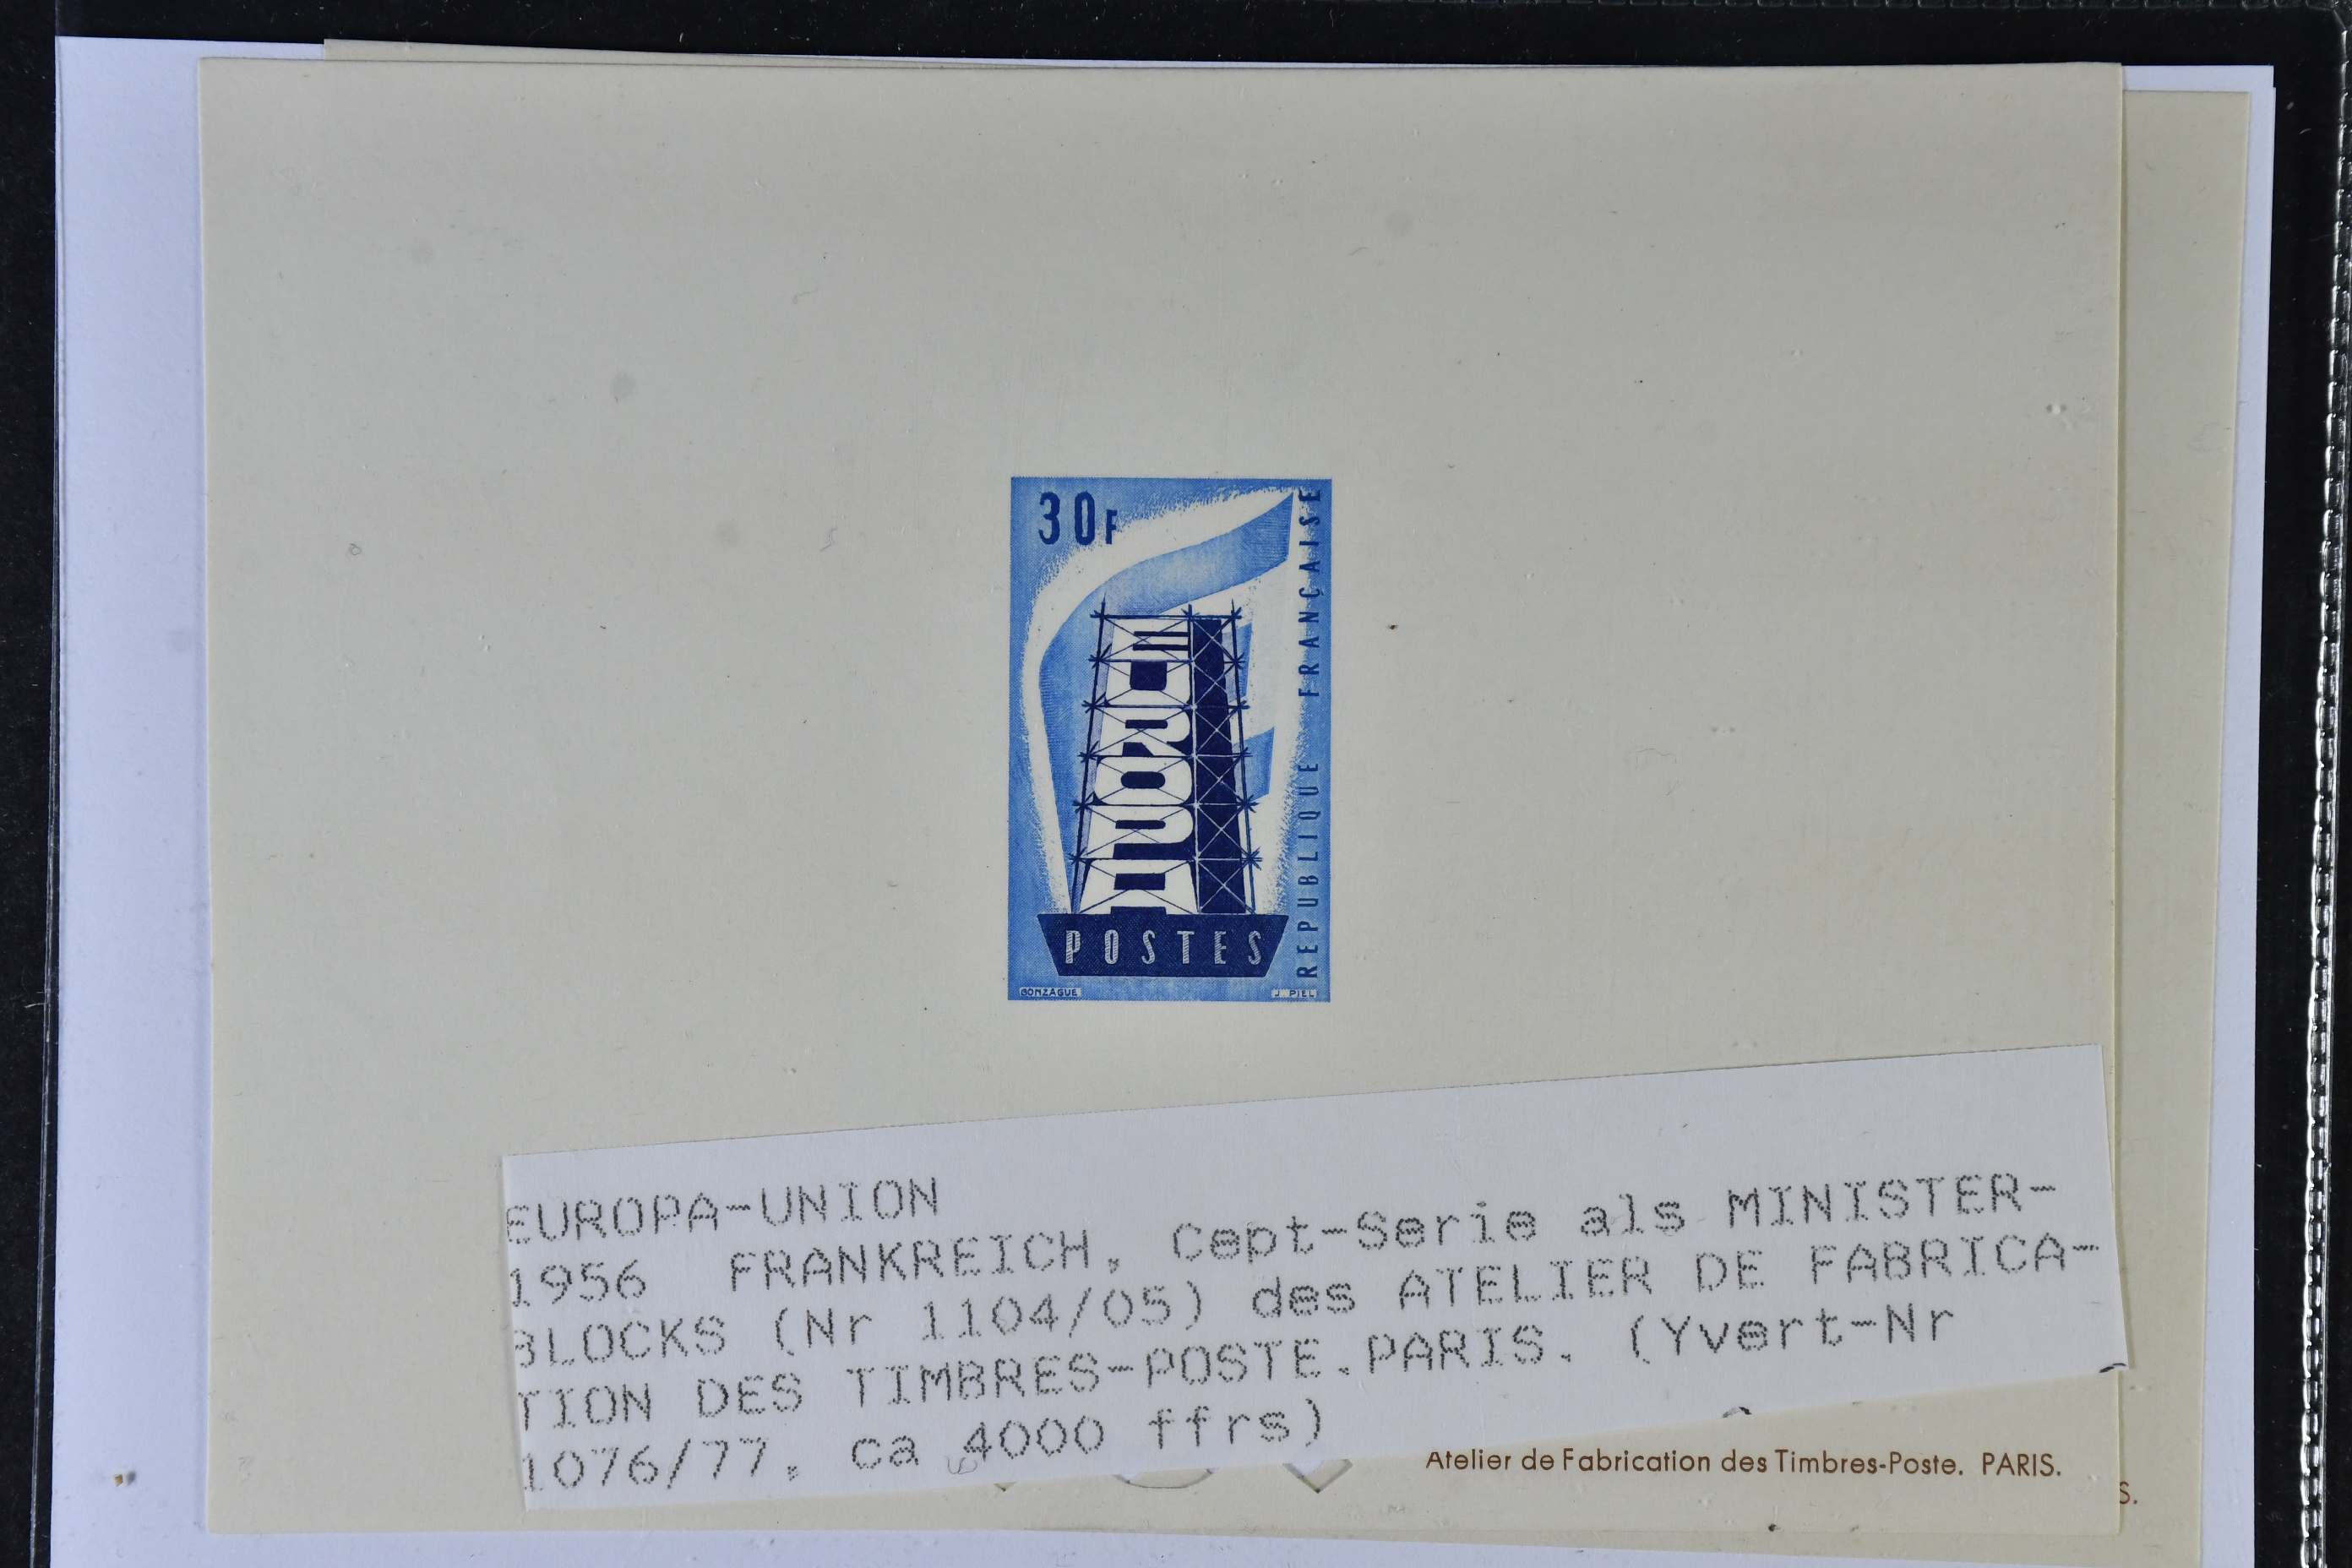 30F
REPUBLIQUE FRANÇAISE
EUROPA
POSTES
GONZAGUE
J. PIEL
EUROPA-UNION
1956 FRANKREICH, Cept-Serie als MINISTER-
BLOCKS (Nr 1104/05) des ATELIER DE FABRICA-
TION DES TIMBRES-POSTE.PARIS. (Yvert-Nr
1076/77, ca 4000 ffrs)
Atelier de Fabrication des Timbres-Poste. PARIS.
S.